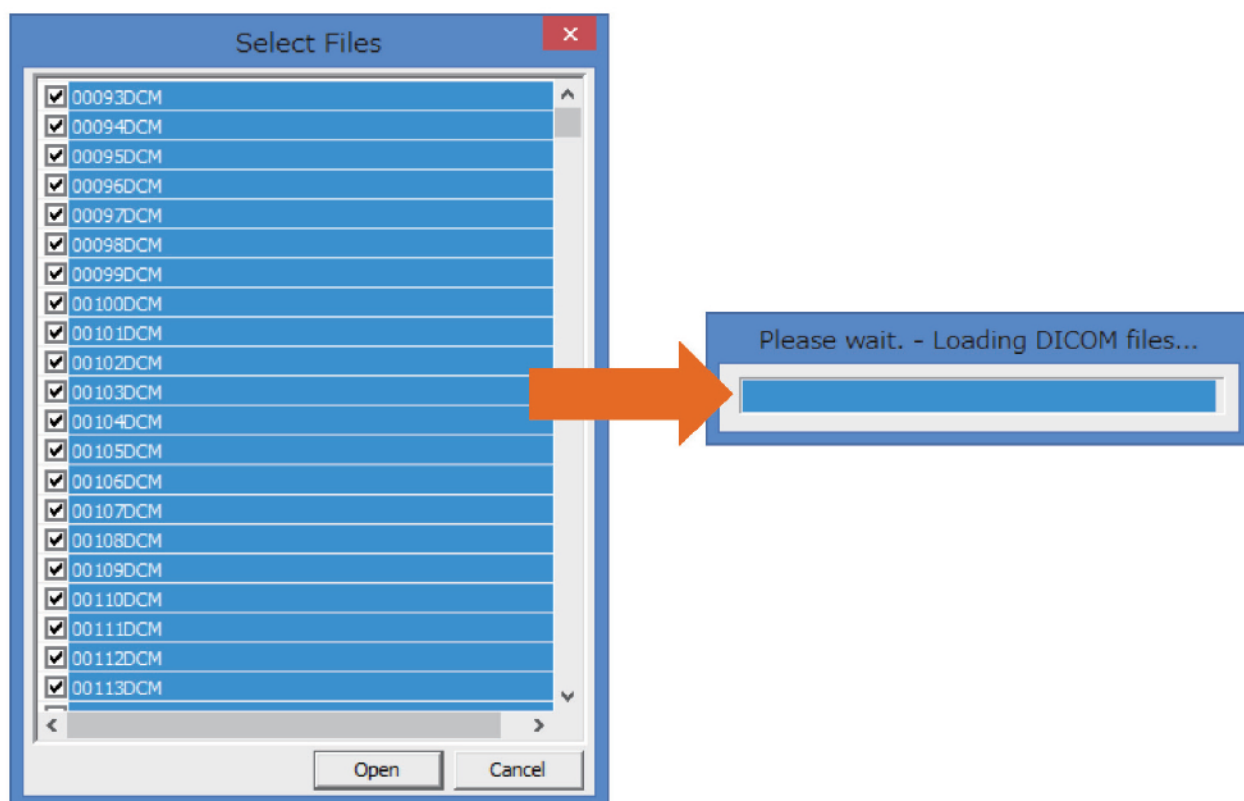 Select Files
00093DCM
00094DCM
00095DCM
00096DCM
00097DCM
00098DCM
00099DCM
00100DCM
00101DCM
00102DCM
00103DCM
00104DCM
00105DCM
00106DCM
00107DCM
00108DCM
00109DCM
00110DCM
00111DCM
00112DCM
00113DCM
Open Cancel
Please wait. - Loading DICOM files...